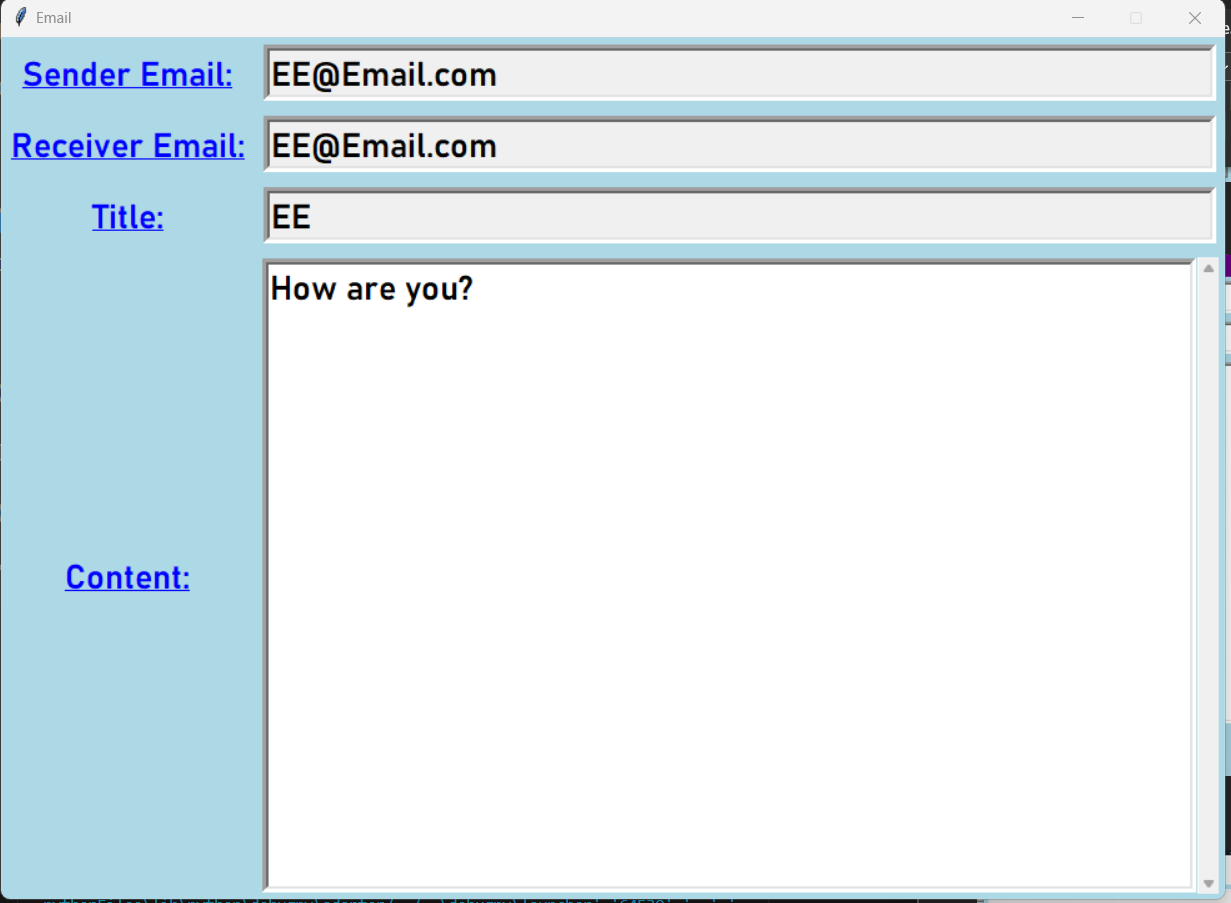 Email
Sender Email: EE@Email.com
Receiver Email: EE@Email.com
Title: EE
How are you?
Content: